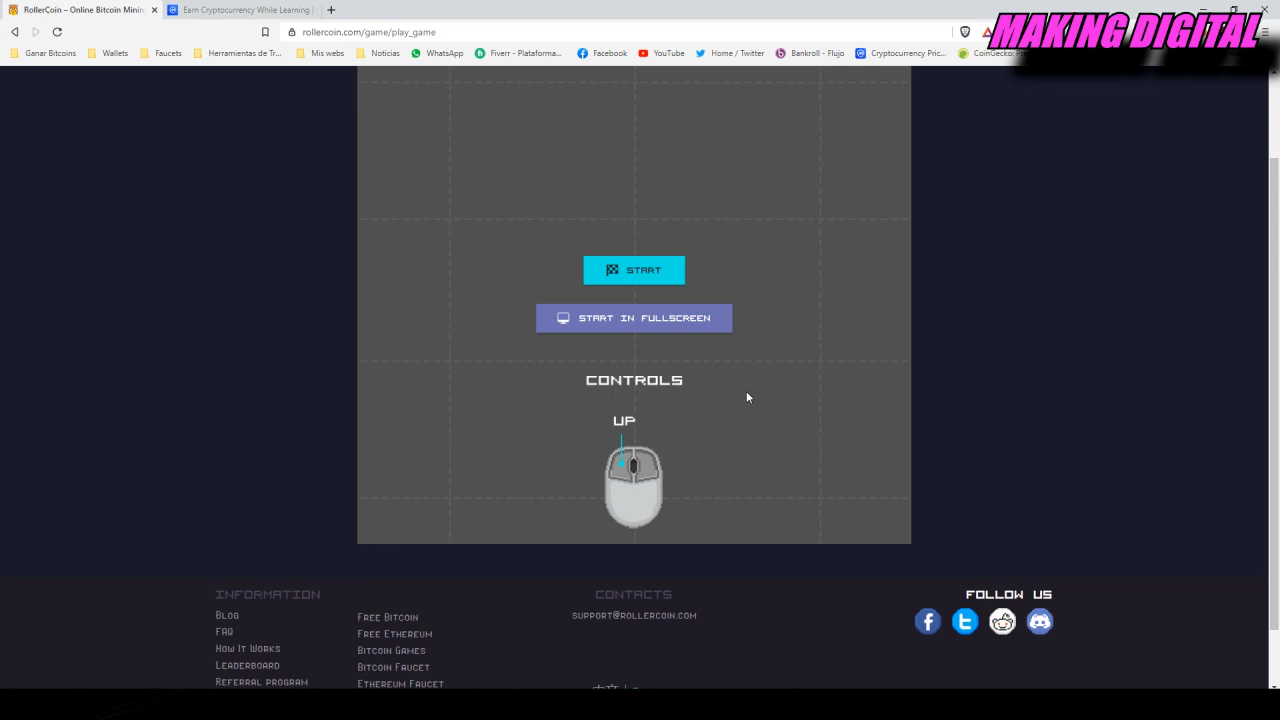 RollerCoin – Online Bitcoin Minin
Earn Cryptocurrency While Learning |
rollercoin.com/game/play_game
MAKING DIGITAL
Ganar Bitcoins
Wallets
Faucets
Herramientas de Tr...
Mis webs
Noticias
WhatsApp
Fiverr - Plataforma...
Facebook
YouTube
Home / Twitter
Bankroll - Flujo
Cryptocurrency Pric...
CoinGecko:
START
START IN FULLSCREEN
CONTROLS
UP
INFORMATION
Blog
FAQ
How It Works
Leaderboard
Referral program
Free Bitcoin
Free Ethereum
Bitcoin Games
Bitcoin Faucet
Ethereum Faucet
CONTACTS
support@rollercoin.com
FOLLOW US